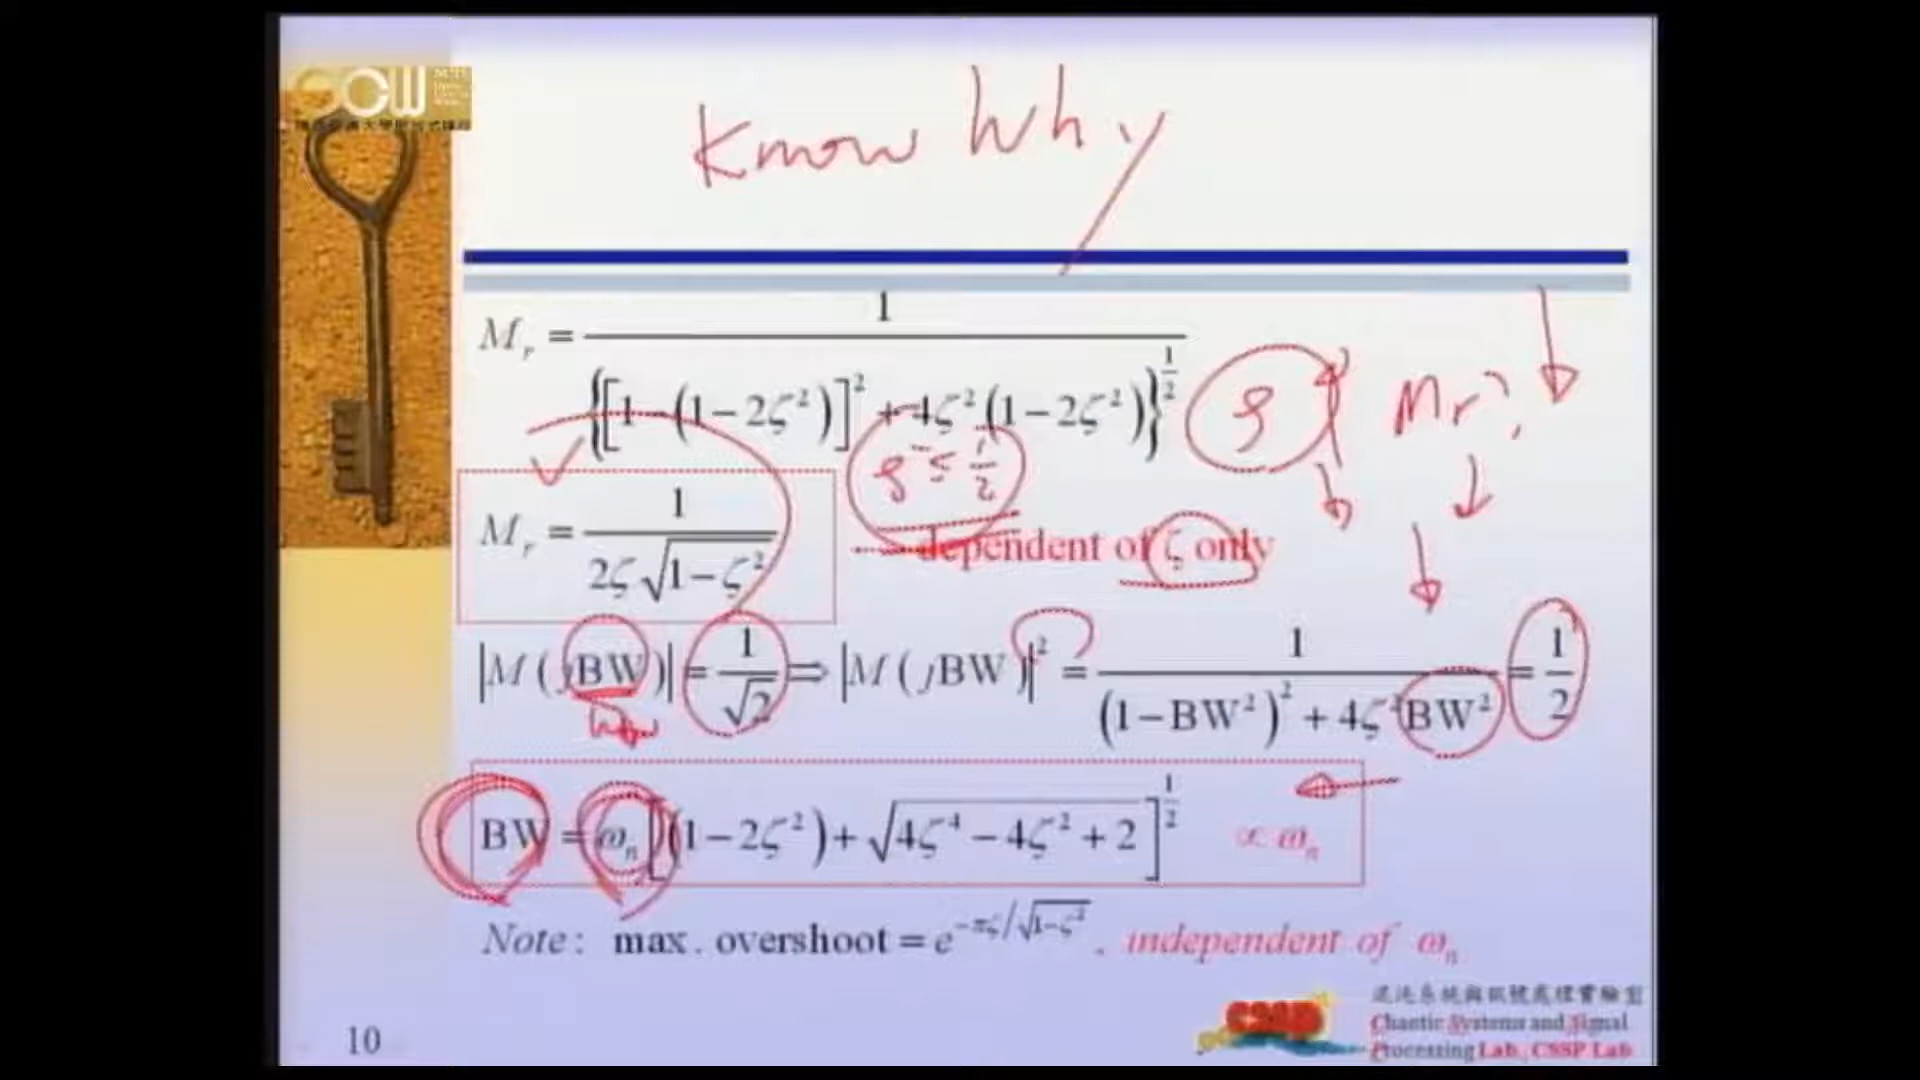 OCW
Know Why
M_r = 1 / {[1-(1-2ζ²)]² + 4ζ²(1-2ζ²)}^{1/2}
ζ Mr
ζ ≤ 1/2
M_r = 1 / 2ζ√(1-ζ²) dependent of ζ only
|M(jBW)| = 1/√2 ⇒ |M(jBW)|² = 1 / (1-BW²)² + 4ζ²BW² = 1/2
BW = ω_n[(1-2ζ²)+√(4ζ⁴-4ζ²+2)]^{1/2} ∝ ω_n
Note: max. overshoot = e^{-πζ/√(1-ζ²)}. independent of ω_n
混沌系統與訊號處理實驗室
CSSP
Chaotic Systems and Signal
Processing Lab., CSSP Lab
10